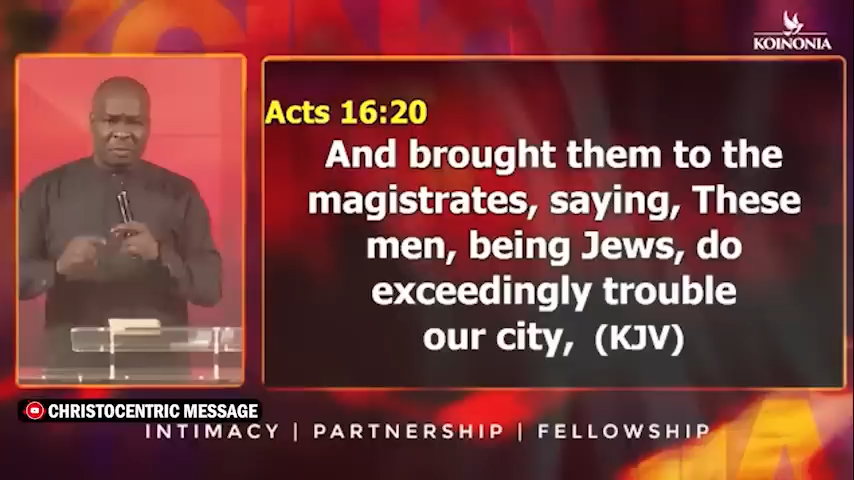 KOINONIA
Acts 16:20
And brought them to the
magistrates, saying, These
men, being Jews, do
exceedingly trouble
our city, (KJV)
CHRISTOCENTRIC MESSAGE
INTIMACY | PARTNERSHIP | FELLOWSHIP